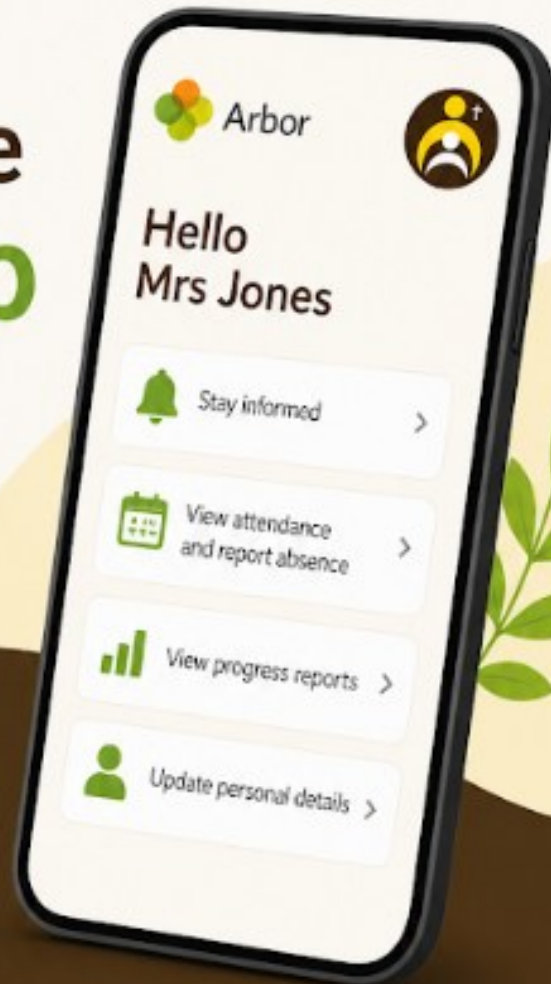 e
p
Arbor
Hello
Mrs Jones
Stay informed
View attendance
and report absence
View progress reports
Update personal details